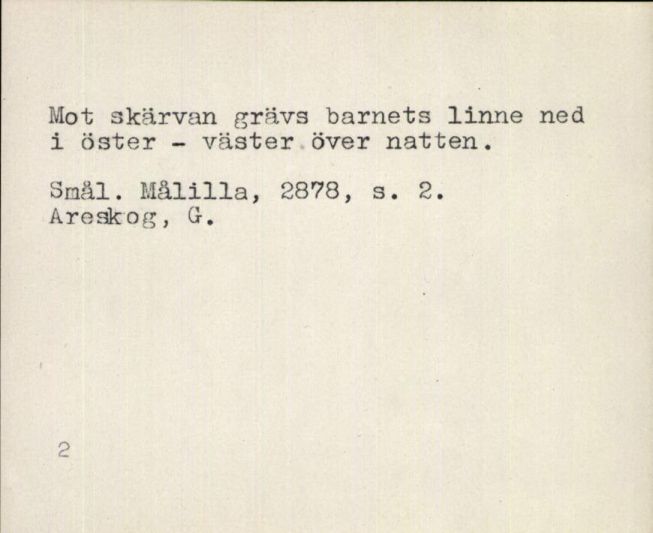 Mot skärvan grävs barnets linne ned
i öster - väster över natten.
Smål. Målilla, 2878, s. 2.
Areskog, G.
2